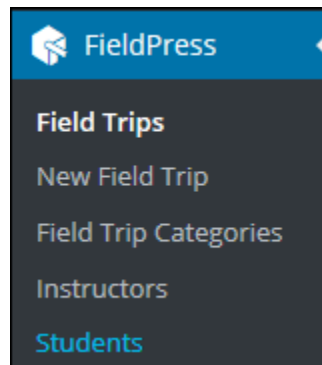 FieldPress
Field Trips
New Field Trip
Field Trip Categories
Instructors
Students